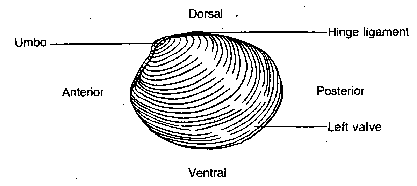 Dorsal
Hinge ligament
Umbo
Anterior
Posterior
Left valve
Ventral